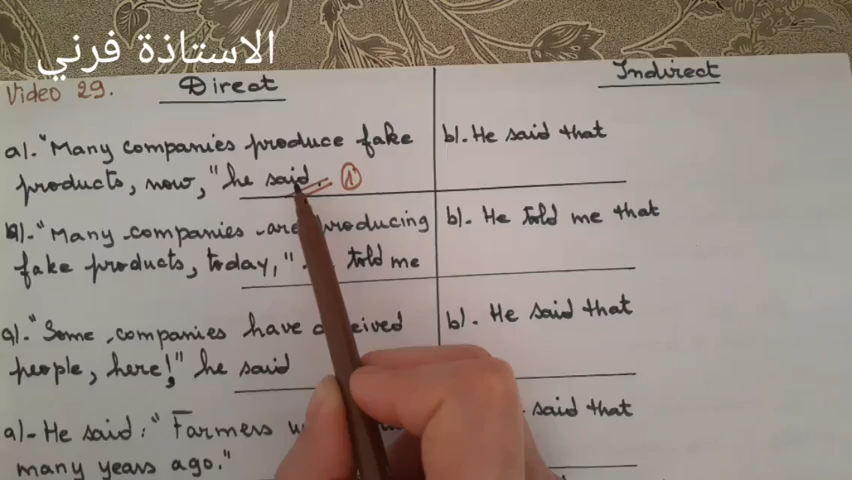 الاستاذة فرني
Video 29. Direct Indirect
a). "Many companies produce fake
products, now," he said. 1
b). He said that
a). "Many companies are producing
fake products, today," told me
b). He told me that
a). "Some companies have
people, here!," he said
b). He said that
a)- He said: "Farmers
many years ago."
said that